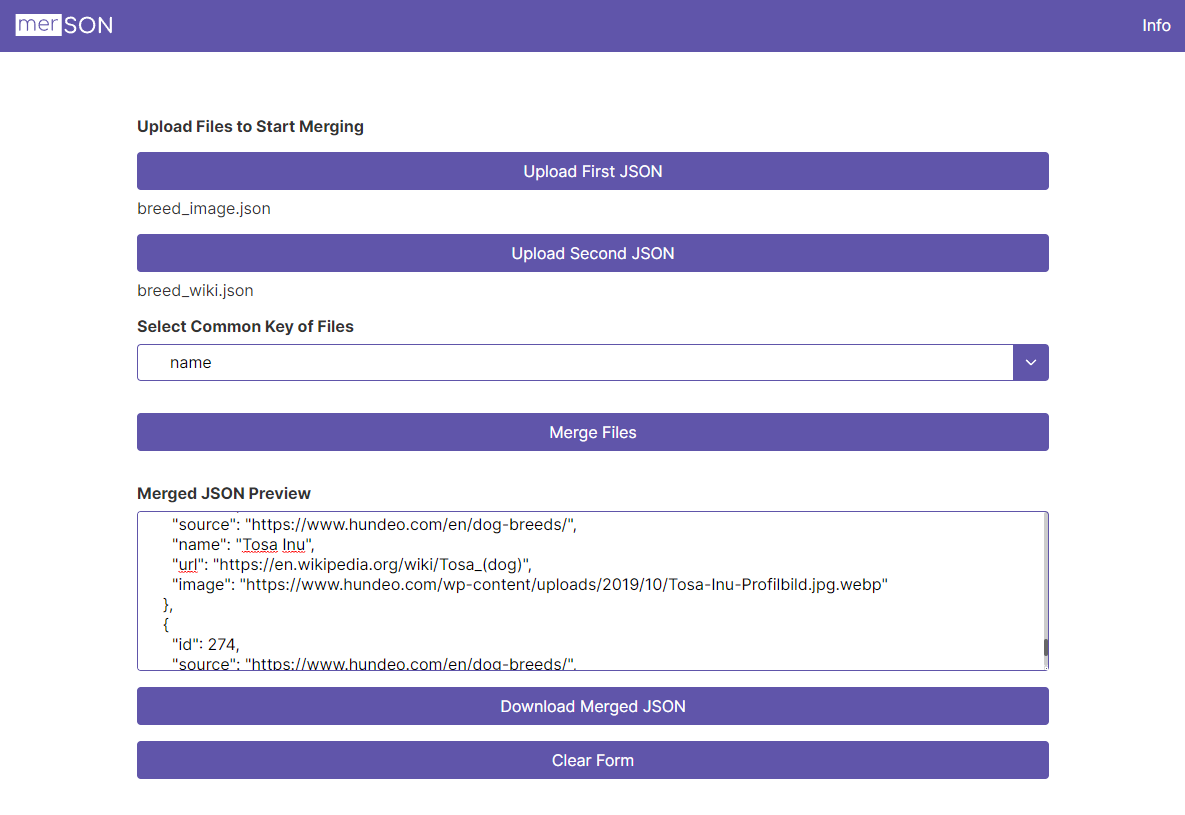 merSON
Info
Upload Files to Start Merging
Upload First JSON
breed_image.json
Upload Second JSON
breed_wiki.json
Select Common Key of Files
name
Merge Files
Merged JSON Preview
"source": "https://www.hundeo.com/en/dog-breeds/",
"name": "Tosa Inu",
"url": "https://en.wikipedia.org/wiki/Tosa_(dog)",
"image": "https://www.hundeo.com/wp-content/uploads/2019/10/Tosa-Inu-Profilbild.jpg.webp"
},
{
"id": 274,
"source": "https://www.hundeo.com/en/dog-breeds/",
Download Merged JSON
Clear Form